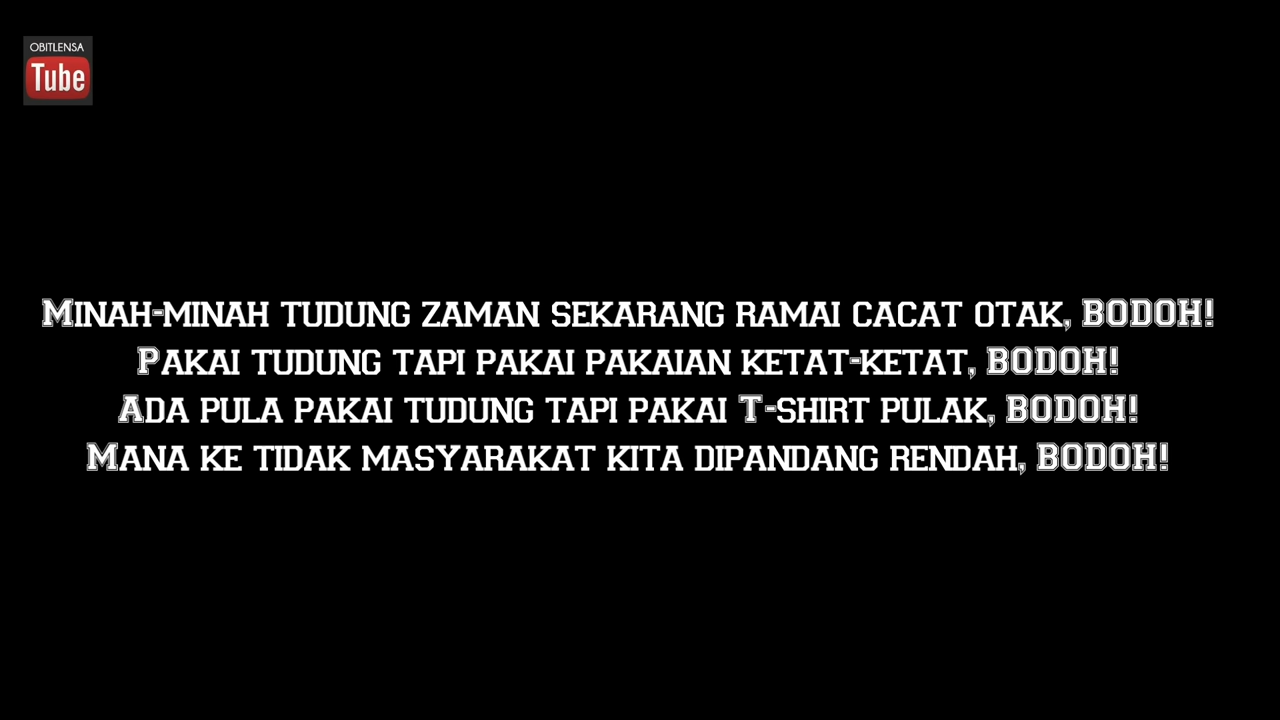 OBITLENSA
Tube
Minah-minah tudung zaman sekarang ramai cacat otak, BODOH!
Pakai tudung tapi pakai pakaian ketat-ketat, BODOH!
Ada pula pakai tudung tapi pakai T-shirt pulak, BODOH!
Mana ke tidak masyarakat kita dipandang rendah, BODOH!